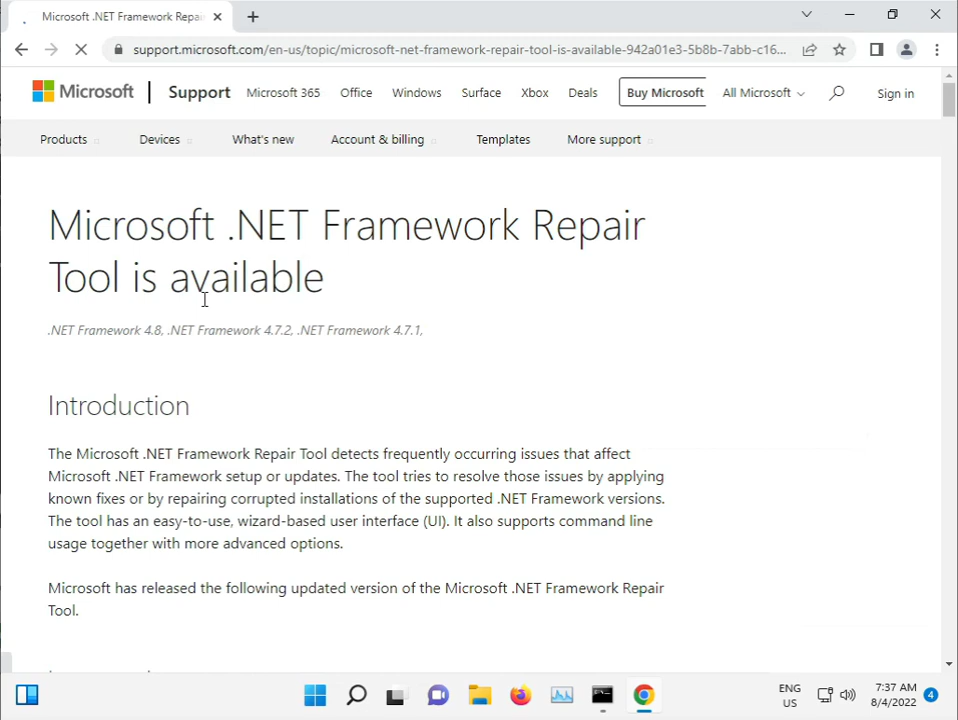 Microsoft .NET Framework Repair
support.microsoft.com/en-us/topic/microsoft-net-framework-repair-tool-is-available-942a01e3-5b8b-7abb-c16...
Microsoft Support Microsoft 365 Office Windows Surface Xbox Deals Buy Microsoft All Microsoft Sign in
Products Devices What's new Account & billing Templates More support
Microsoft .NET Framework Repair
Tool is available
.NET Framework 4.8, .NET Framework 4.7.2, .NET Framework 4.7.1,
Introduction
The Microsoft .NET Framework Repair Tool detects frequently occurring issues that affect
Microsoft .NET Framework setup or updates. The tool tries to resolve those issues by applying
known fixes or by repairing corrupted installations of the supported .NET Framework versions.
The tool has an easy-to-use, wizard-based user interface (UI). It also supports command line
usage together with more advanced options.
Microsoft has released the following updated version of the Microsoft .NET Framework Repair
Tool.
ENG
US
7:37 AM
8/4/2022
4